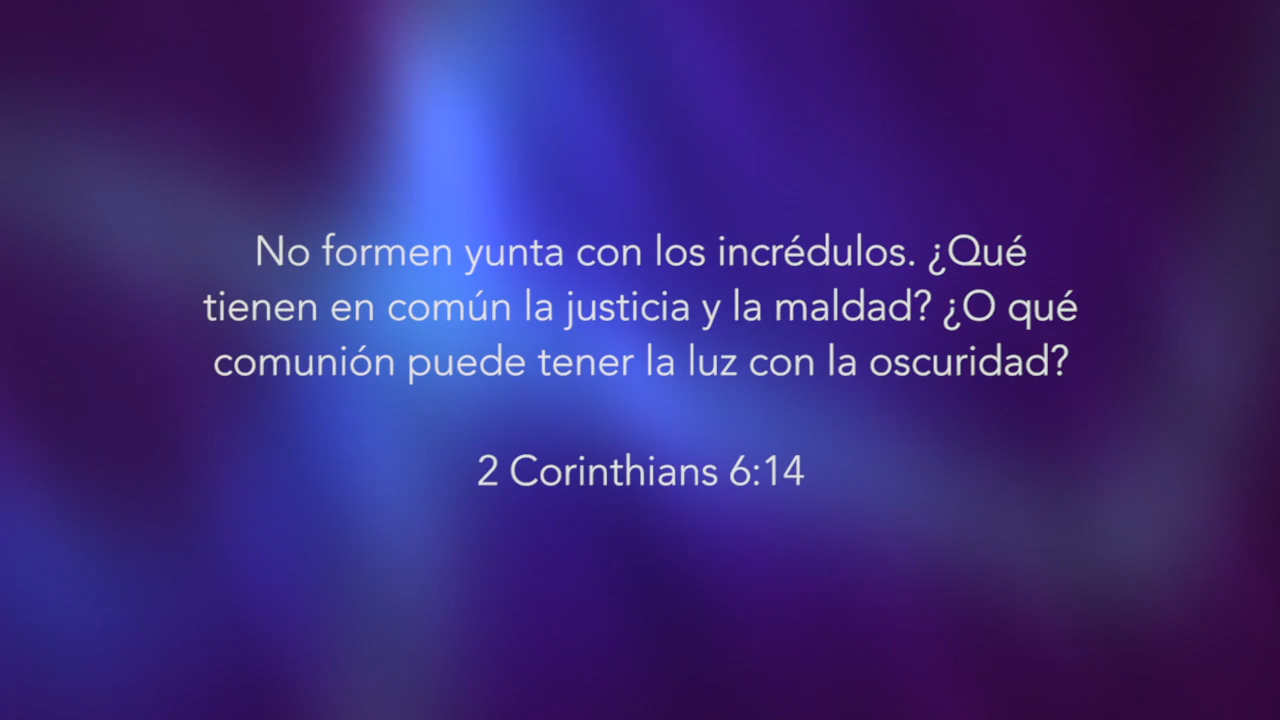 No formen yunta con los incrédulos. ¿Qué
tienen en común la justicia y la maldad? ¿O qué
comunión puede tener la luz con la oscuridad?
2 Corinthians 6:14